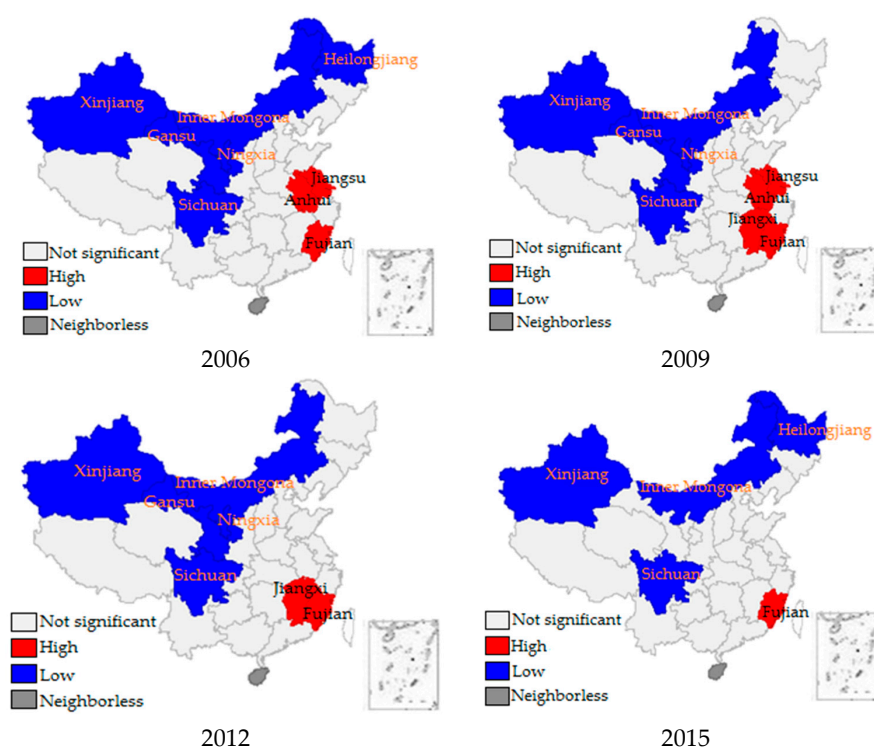 Heilongjiang
Xinjiang
Inner Mongona
Gansu
Ningxia
Jiangsu
Anhui
Sichuan
Fujian
Not significant
High
Low
Neighborless
2006
Xinjiang
Inner Mongona
Gansu
Ningxia
Jiangsu
Anhui
Sichuan
Jiangxi
Fujian
Not significant
High
Low
Neighborless
2009
Xinjiang
Inner Mongona
Gansu
Ningxia
Sichuan
Jiangxi
Fujian
Not significant
High
Low
Neighborless
2012
Heilongjiang
Xinjiang
Inner Mongona
Sichuan
Fujian
Not significant
High
Low
Neighborless
2015